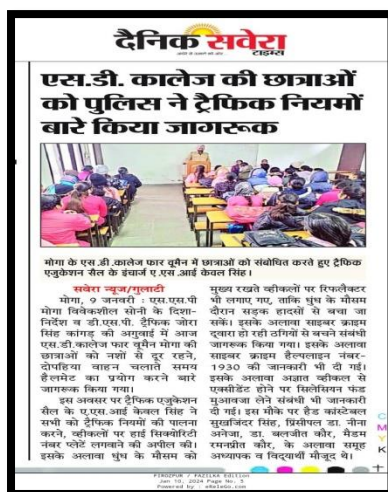 दैनिक सवेरा
टाइम्स
एस.डी. कालेज की छात्राओं
को पुलिस ने ट्रैफिक नियमों
बारे किया जागरूक
मोगा के एस.डी.कालेज फार वूमैन में छात्राओं को संबोधित करते हुए ट्रैफिक
एजुकेशन सैल के इंचार्ज ए.एस.आई केवल सिंह।
सवेरा न्यूज/गुलाटी
मोगा, 9 जनवरी : एस.एस.पी
मोगा विवेकशील सोनी के दिशा-
निर्देश व डी.एस.पी. ट्रैफिक जोरा
सिंह कांगड़ की अगुवाई में आज
एस.डी.कालेज फार वूमैन मोगा की
छात्राओं को नशों से दूर रहने,
दोपहिया वाहन चलाते समय
हैलमेट का प्रयोग करने बारे
जागरूक किया गया।
इस अवसर पर ट्रैफिक एजुकेशन
सैल के ए.एस.आई केवल सिंह ने
सभी को ट्रैफिक नियमों की पालना
करने, व्हीकलों पर हाई सिक्योरिटी
नंबर प्लेटें लगवाने की अपील की।
इसके अलावा धुंध के मौसम को
मुख्य रखते व्हीकलों पर रिफलैक्टर
भी लगाए गए, ताकि धुंध के मौसम
दौरान सड़क हादसों से बचा जा
सके। इसके अलावा साइबर क्राइम
द्वारा हो रही ठगियों से बचने संबंधी
जागरूक किया गया। इसके अलावा
साइबर क्राइम हैल्पलाइन नंबर-
1930 की जानकारी भी दी गई।
इसके अलावा अज्ञात व्हीकल से
एक्सीडेंट होने पर सिलेसियन फंड
मुआवजा लेने संबंधी भी जानकारी
दी गई। इस मौके पर हैड कांस्टेबल
सुखजिंदर सिंह, प्रिंसीपल डा. नीना
अनेजा, डा. बलजीत कौर, मैडम
रमनप्रीत कौर, के अलावा समूह
अध्यापक व विद्यार्थी मौजूद थे।
C
M
Y
K
FIROZPUR / FAZILKA Edition
Jan 10, 2024 Page No. 5
Powered by : eReleGo.com